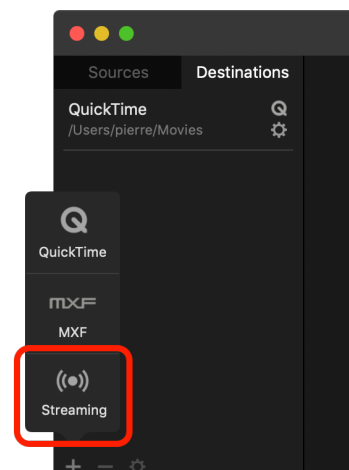 Sources Destinations
QuickTime
/Users/pierre/Movies
QuickTime
MXF
MXF
Streaming